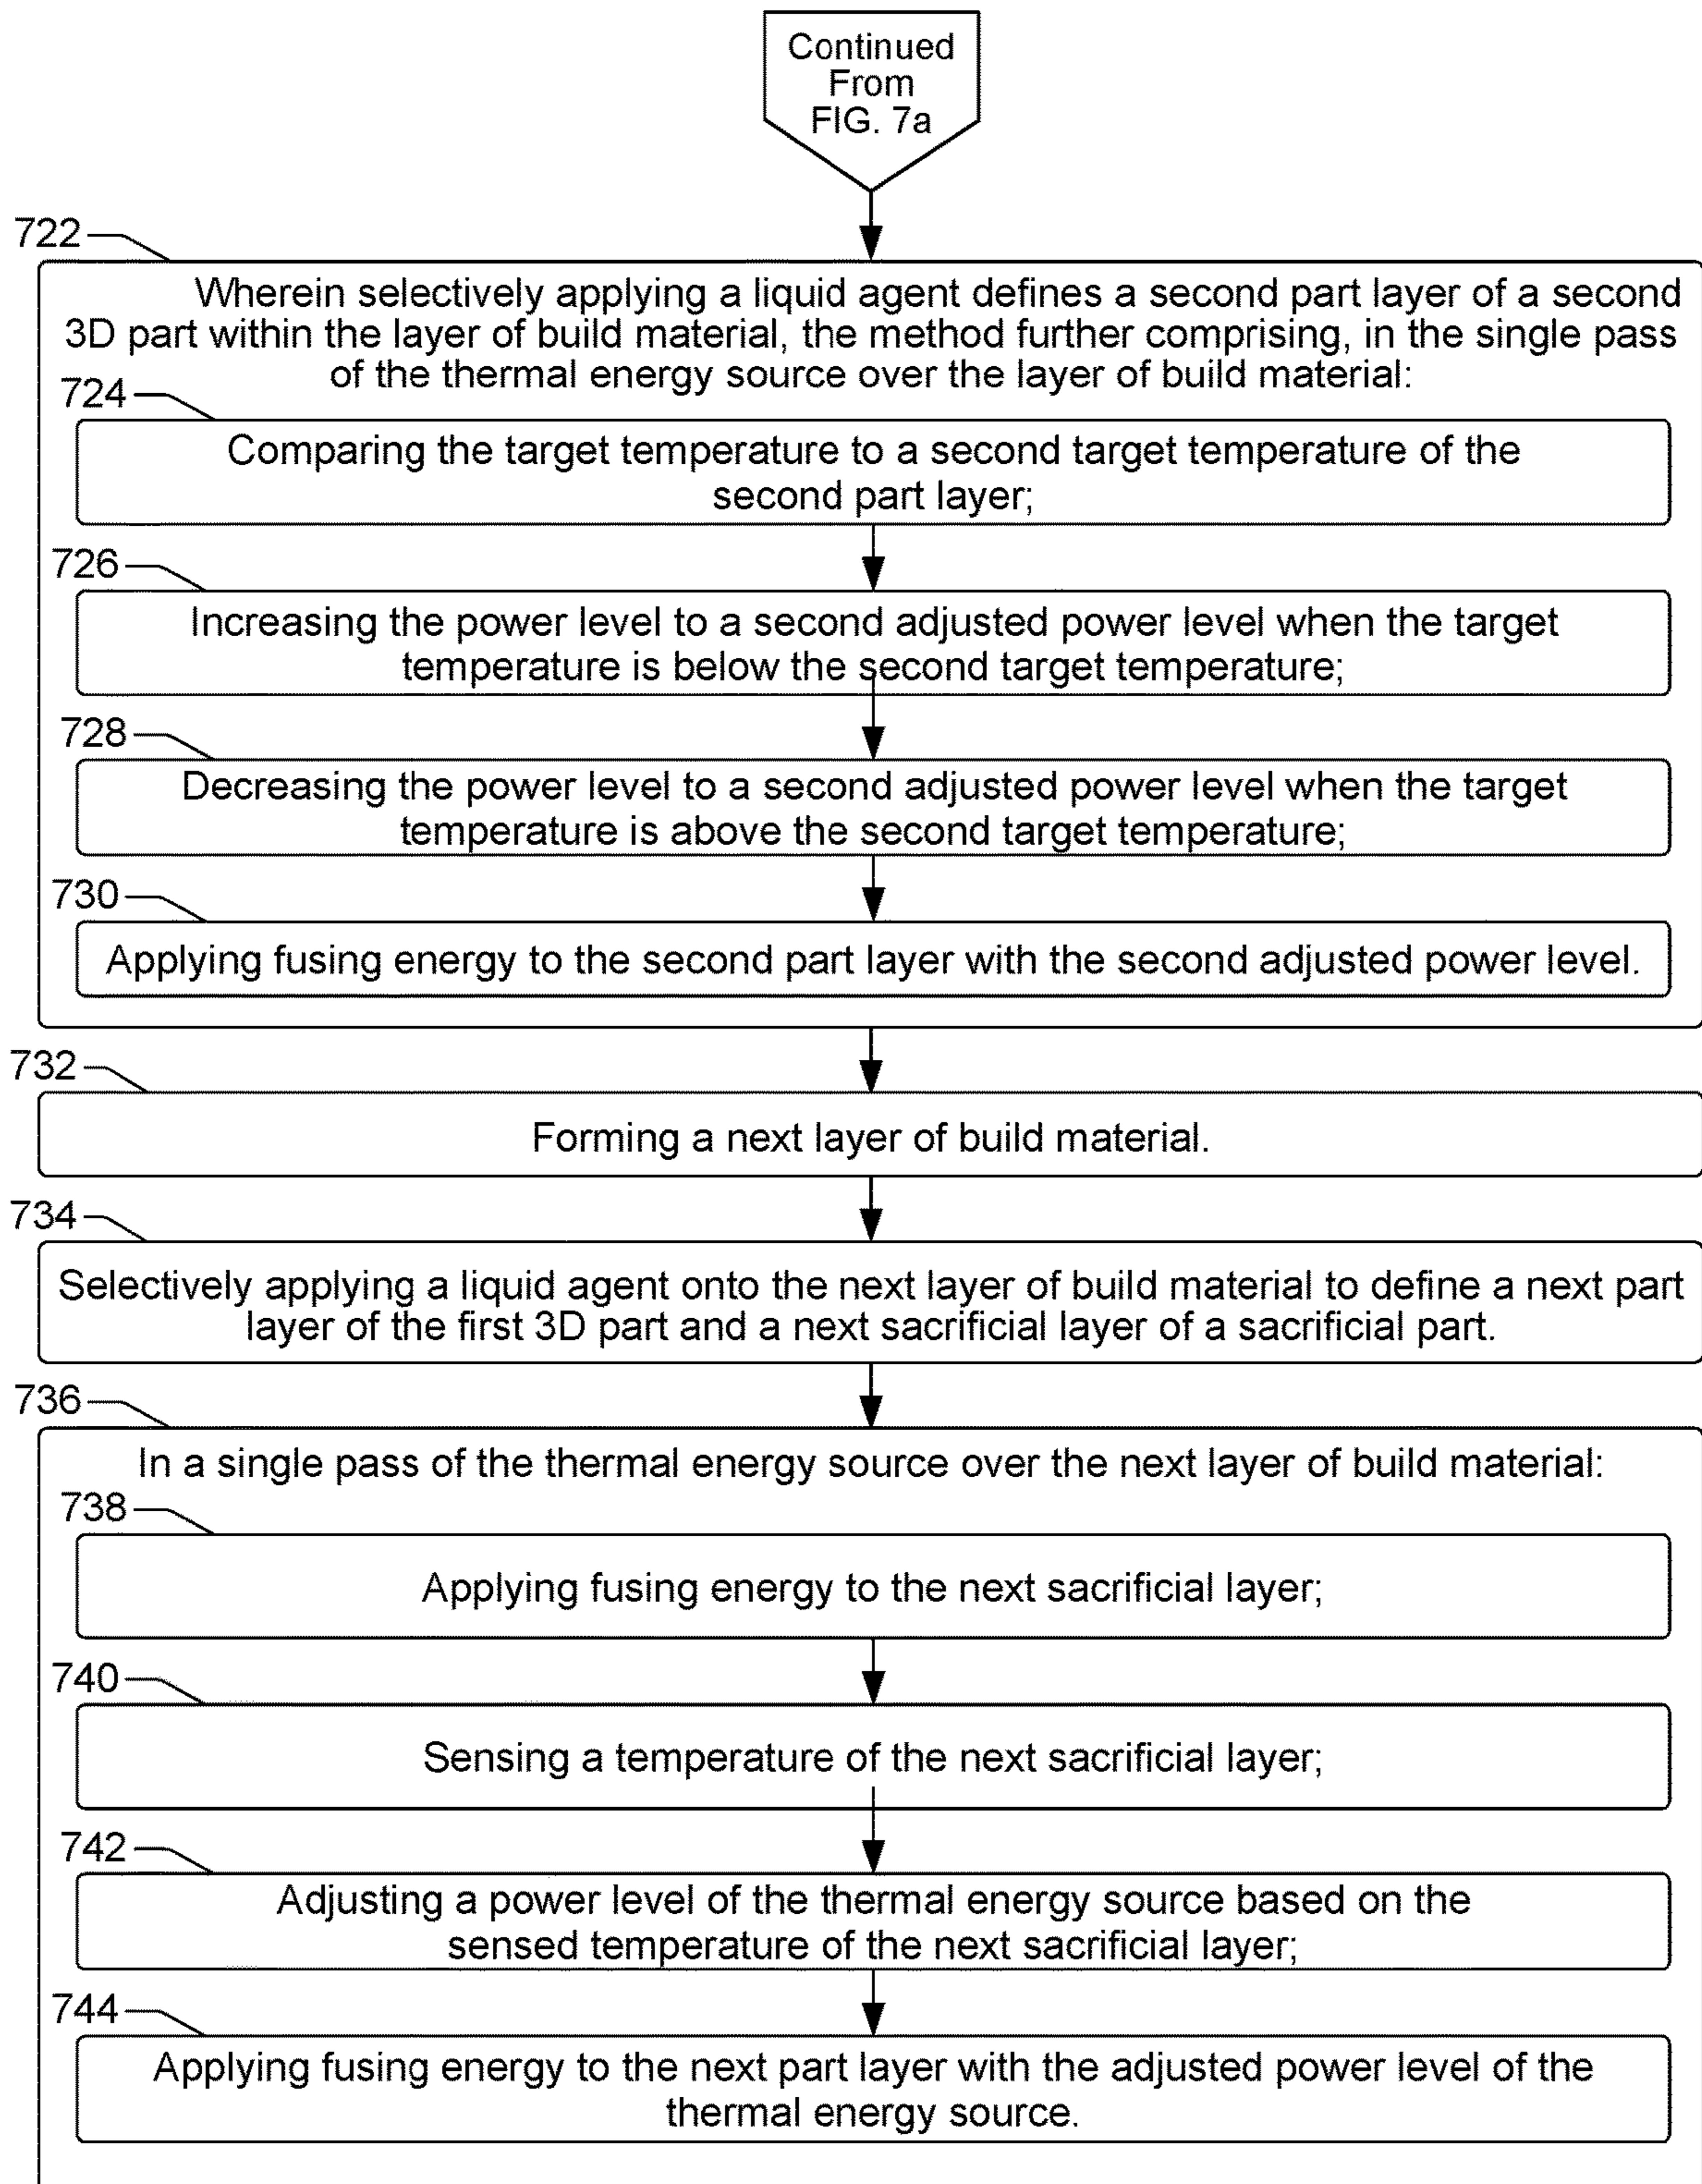 Continued
From
FIG. 7a
722
Wherein selectively applying a liquid agent defines a second part layer of a second
3D part within the layer of build material, the method further comprising, in the single pass
of the thermal energy source over the layer of build material:
724
Comparing the target temperature to a second target temperature of the
second part layer;
726
Increasing the power level to a second adjusted power level when the target
temperature is below the second target temperature;
728
Decreasing the power level to a second adjusted power level when the target
temperature is above the second target temperature;
730
Applying fusing energy to the second part layer with the second adjusted power level.
732
Forming a next layer of build material.
734
Selectively applying a liquid agent onto the next layer of build material to define a next part
layer of the first 3D part and a next sacrificial layer of a sacrificial part.
736
In a single pass of the thermal energy source over the next layer of build material:
738
Applying fusing energy to the next sacrificial layer;
740
Sensing a temperature of the next sacrificial layer;
742
Adjusting a power level of the thermal energy source based on the
sensed temperature of the next sacrificial layer;
744
Applying fusing energy to the next part layer with the adjusted power level of the
thermal energy source.